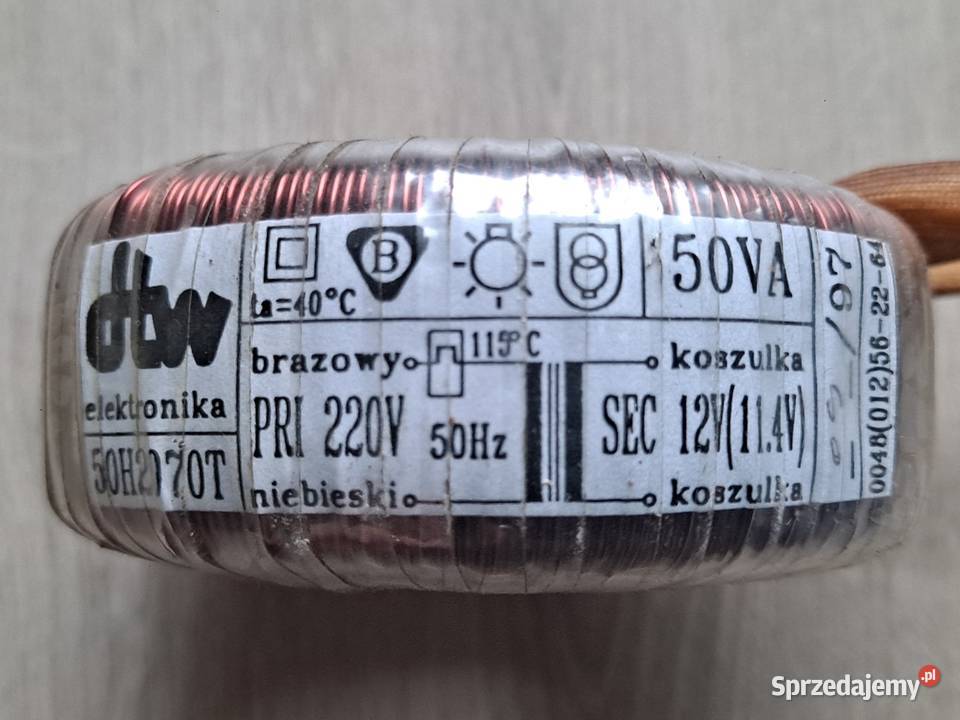 dtw
elektronika
50H2070T
B
ta=40°C
50VA
brazowy
115°C
koszulka
PRI 220V
50Hz
SEC 12V(11.4V)
niebieski
koszulka
/97
0048(012)56-22-64
Sprzedajemy.pl